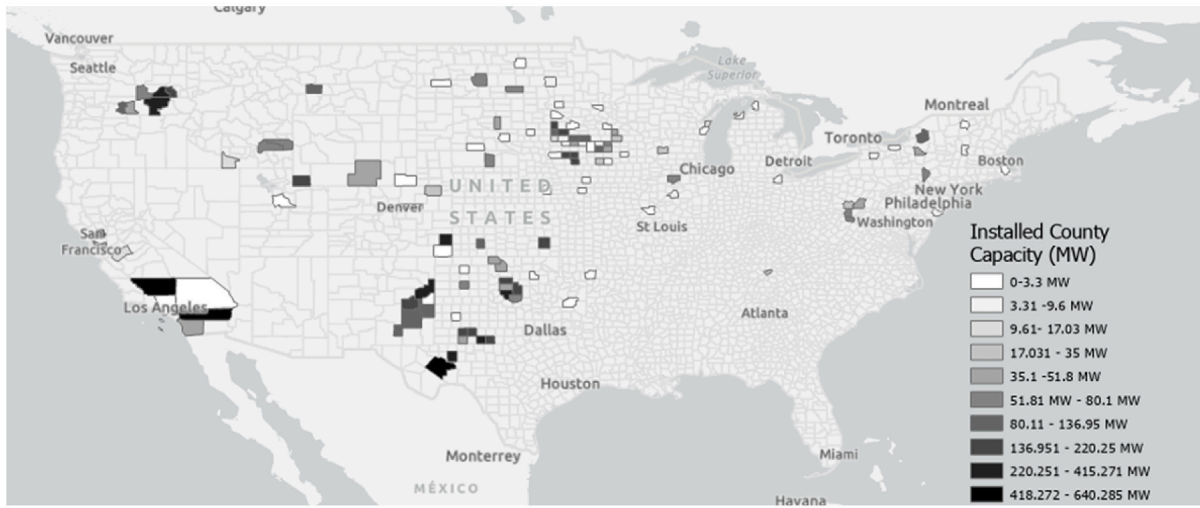 Calgary
Vancouver
Seattle
Lake
Superior
Montreal
Toronto
Boston
Chicago
Detroit
New York
Philadelphia
UNITED
STATES
Denver
Washington
St Louis
San
Francisco
Los Angeles
Dallas
Atlanta
Houston
Monterrey
Miami
MÉXICO
Havana
Installed County
Capacity (MW)
0-3.3 MW
3.31 -9.6 MW
9.61- 17.03 MW
17.031 - 35 MW
35.1 -51.8 MW
51.81 MW - 80.1 MW
80.11 - 136.95 MW
136.951 - 220.25 MW
220.251 - 415.271 MW
418.272 - 640.285 MW